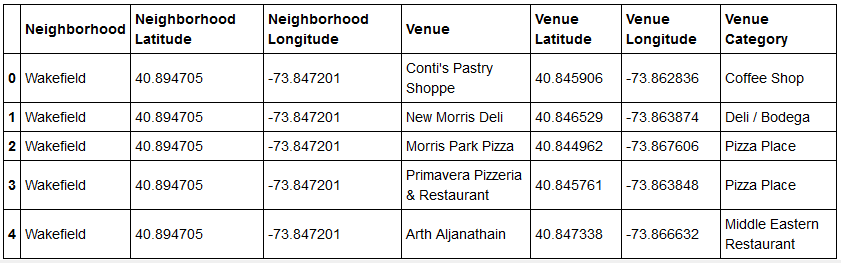 Neighborhood Neighborhood Latitude Neighborhood Longitude Venue Venue Latitude Venue Longitude Venue Category
0 Wakefield 40.894705 -73.847201 Conti's Pastry Shoppe 40.845906 -73.862836 Coffee Shop
1 Wakefield 40.894705 -73.847201 New Morris Deli 40.846529 -73.863874 Deli / Bodega
2 Wakefield 40.894705 -73.847201 Morris Park Pizza 40.844962 -73.867606 Pizza Place
3 Wakefield 40.894705 -73.847201 Primavera Pizzeria & Restaurant 40.845761 -73.863848 Pizza Place
4 Wakefield 40.894705 -73.847201 Arth Aljanathain 40.847338 -73.866632 Middle Eastern Restaurant